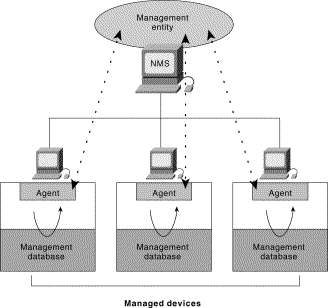 Management
entity
NMS
Agent
Agent
Agent
Management
database
Management
database
Management
database
Managed devices